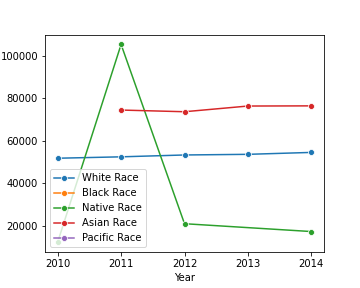 100000
80000
60000
40000
20000
White Race
Black Race
Native Race
Asian Race
Pacific Race
2010 2011 2012 2013 2014
Year